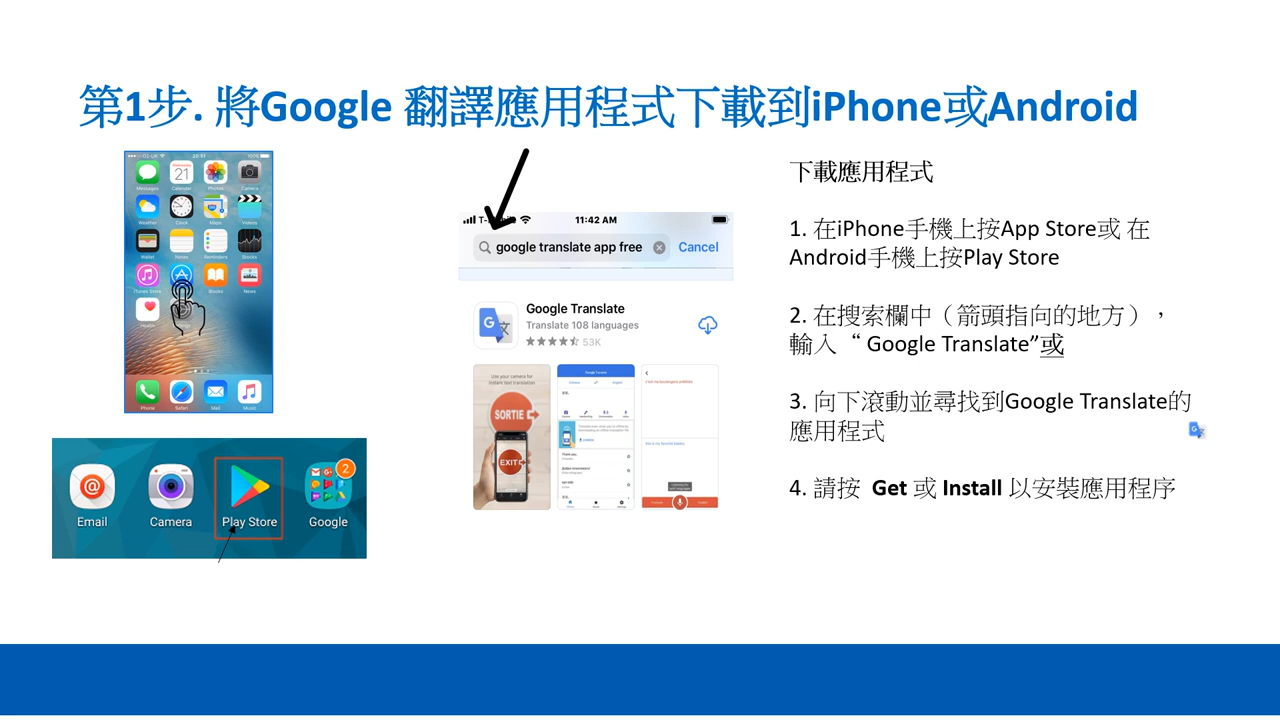 第1步. 將Google 翻譯應用程式下載到iPhone或Android
Messages
Calendar
Photos
Camera
Weather
Clock
Maps
Videos
Wallet
Notes
Reminders
Stocks
iTunes Store
iBooks
News
Health
Phone
Safari
Mail
Music
Email
Camera
Play Store
Google
2
11:42 AM
google translate app free
Cancel
Google Translate
Translate 108 languages
53K
Use your camera for
instant text translation
SORTIE
EXIT
下載應用程式
1. 在iPhone手機上按App Store或 在
Android手機上按Play Store
2. 在搜索欄中（箭頭指向的地方），
輸入“ Google Translate”或
3. 向下滾動並尋找到Google Translate的
應用程式
4. 請按 Get 或 Install 以安裝應用程序